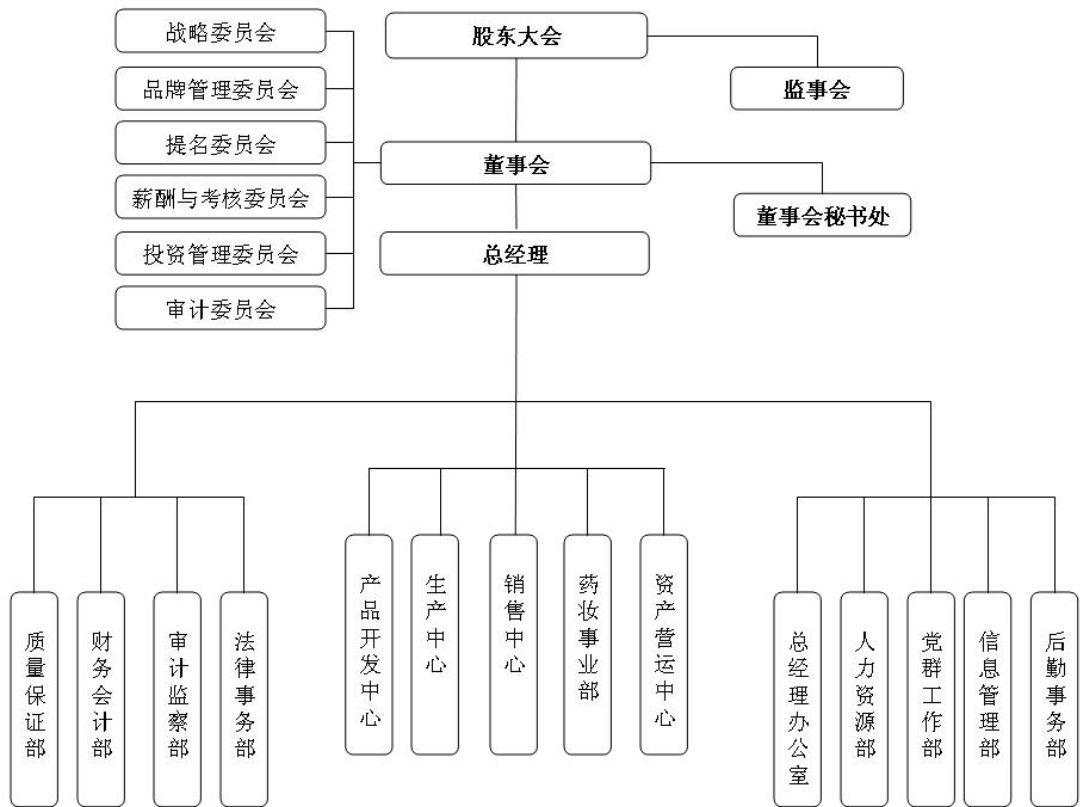 战略委员会
股东大会
品牌管理委员会
监事会
提名委员会
董事会
薪酬与考核委员会
董事会秘书处
投资管理委员会
总经理
审计委员会
质量保证部
财务会计部
审计监察部
法律事务部
产品开发中心
生产中心
销售中心
药妆事业部
资产营运中心
总经理办公室
人力资源部
党群工作部
信息管理部
后勤事务部